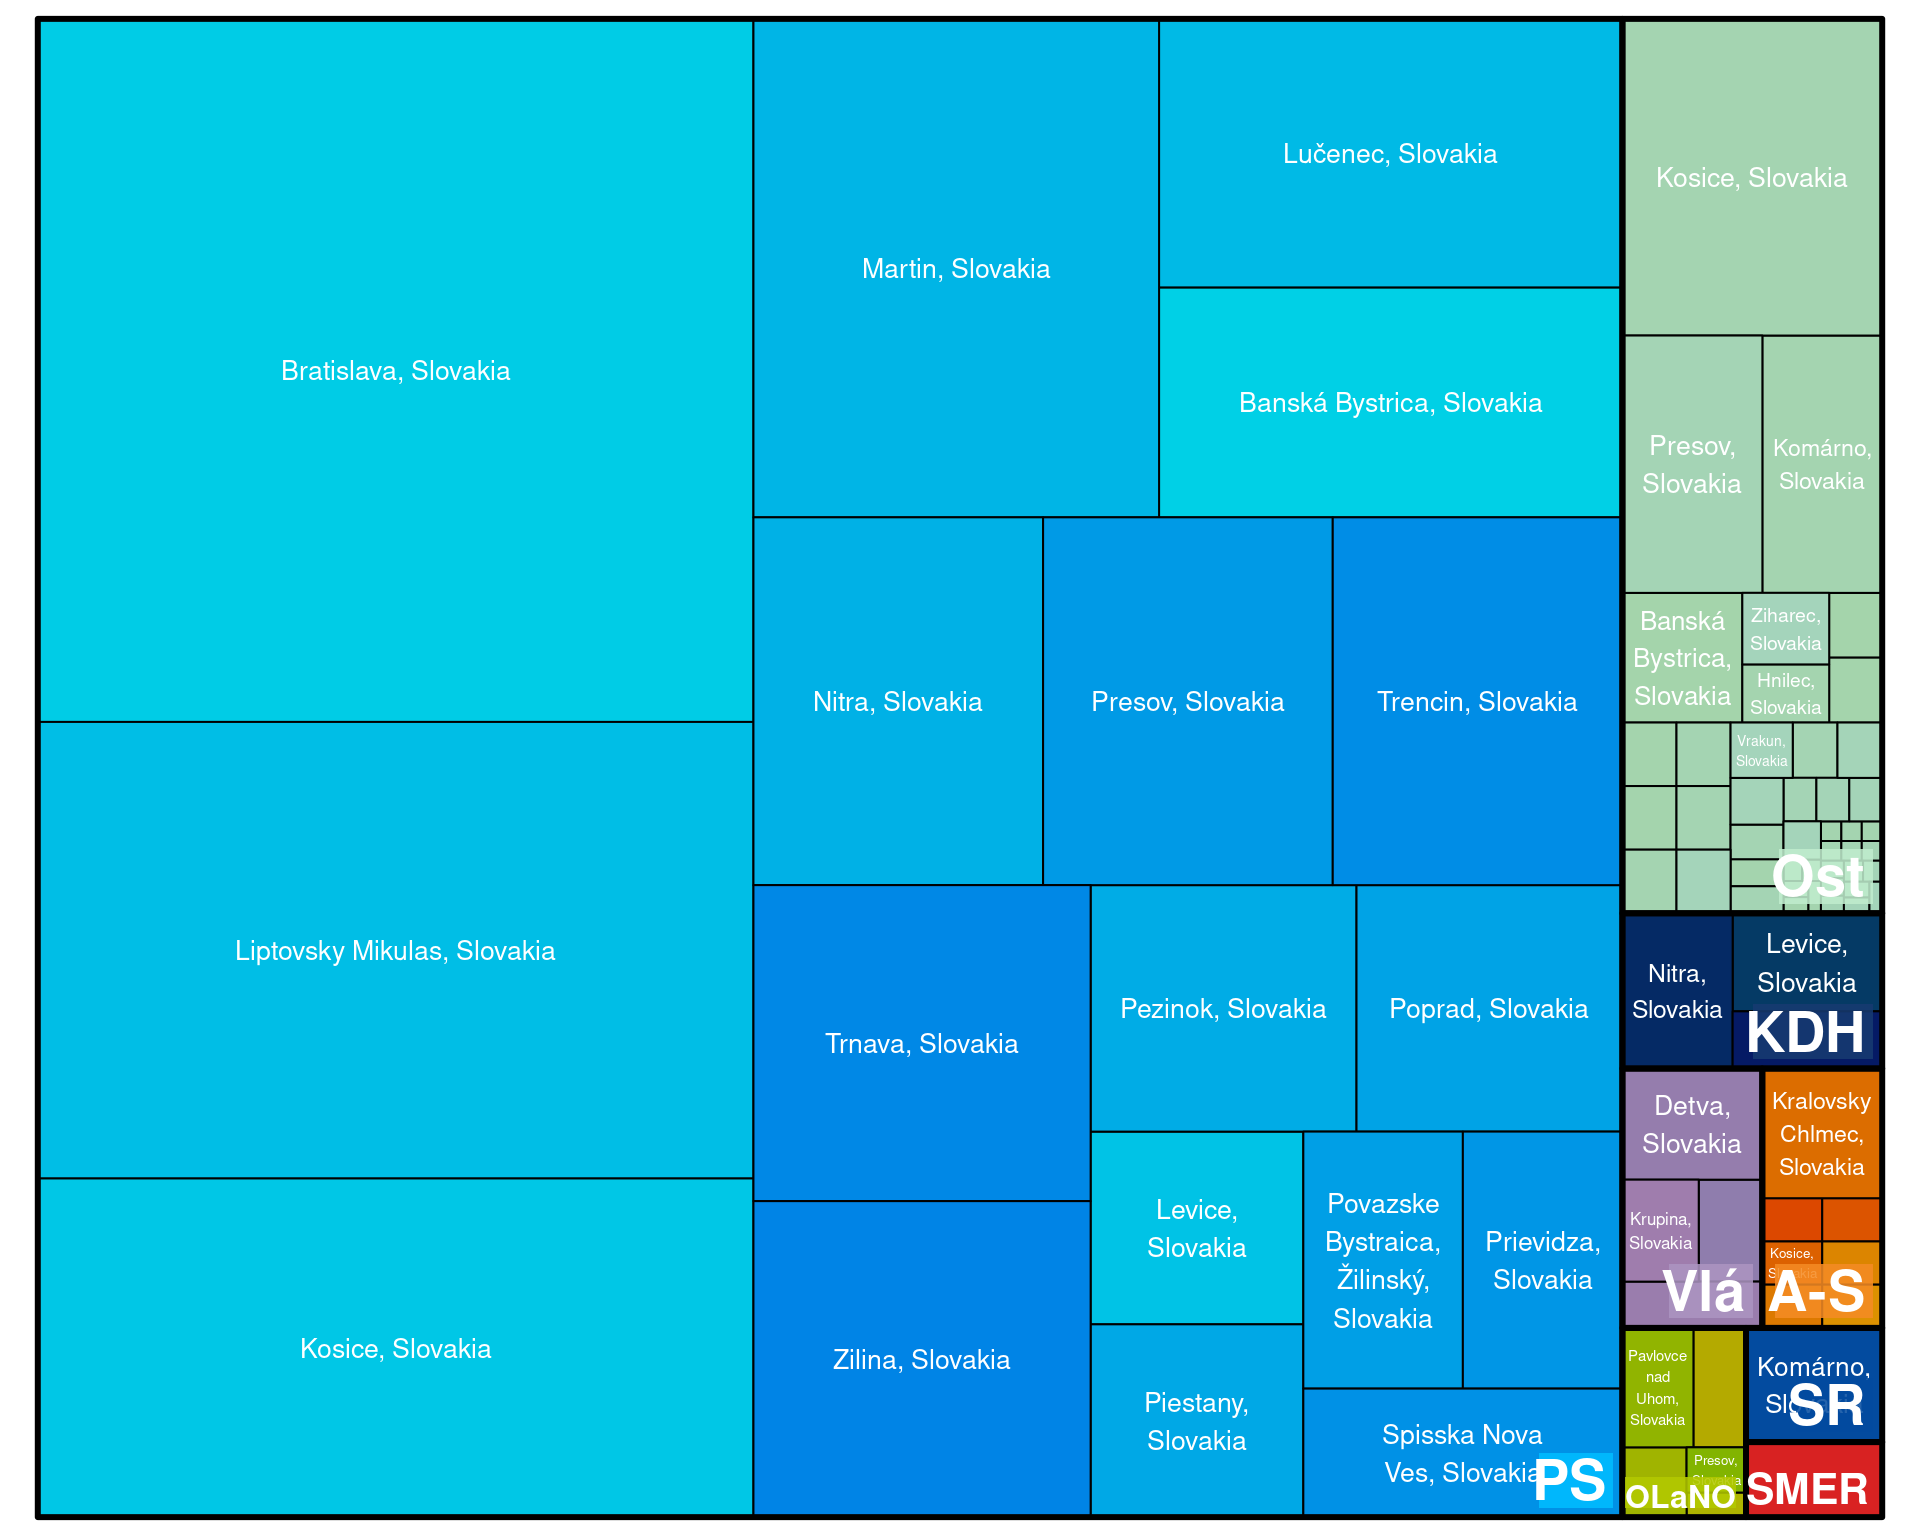 Bratislava, Slovakia
Liptovsky Mikulas, Slovakia
Kosice, Slovakia
Martin, Slovakia
Lučenec, Slovakia
Banská Bystrica, Slovakia
Nitra, Slovakia
Presov, Slovakia
Trencin, Slovakia
Trnava, Slovakia
Zilina, Slovakia
Pezinok, Slovakia
Poprad, Slovakia
Levice,
Slovakia
Piestany,
Slovakia
Povazske
Bystraica,
Žilinský,
Slovakia
Prievidza,
Slovakia
Spisska Nova
Ves, Slovakia
PS
Kosice, Slovakia
Presov,
Slovakia
Komárno,
Slovakia
Banská
Bystrica,
Slovakia
Ziharec,
Slovakia
Hnilec,
Slovakia
Vrakun,
Slovakia
Ost
Nitra,
Slovakia
Levice,
Slovakia
KDH
Detva,
Slovakia
Krupina,
Slovakia
Vlá
Kralovsky
Chlmec,
Slovakia
Kosice,
Slovakia
A-S
Pavlovce
nad
Uhom,
Slovakia
Presov,
Slovakia
OLaNO
Komárno,
Slovakia
SR
SMER